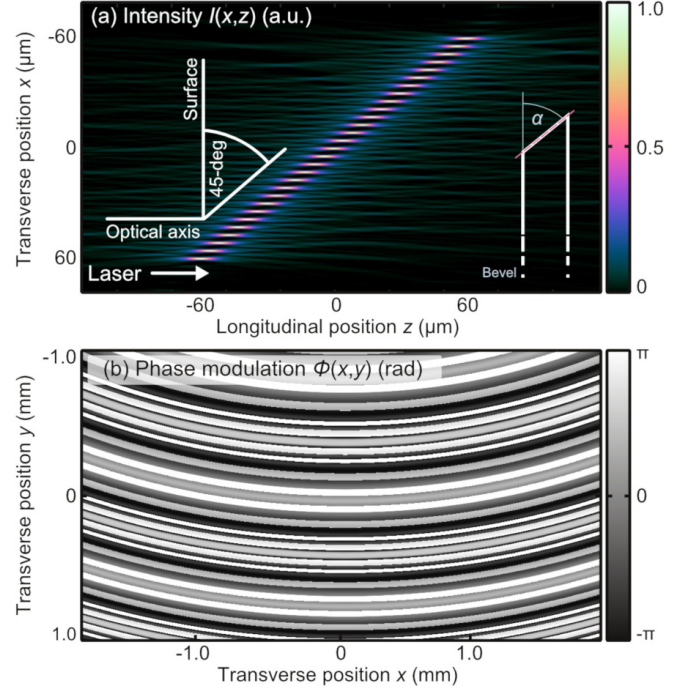 (a) Intensity I(x,z) (a.u.)
Transverse position x (µm)
-60
0
60
Surface
45-deg
Optical axis
Laser
α
Bevel
1.0
0.5
0
-60
0
60
Longitudinal position z (µm)
(b) Phase modulation Φ(x,y) (rad)
Transverse position y (mm)
-1.0
0
1.0
π
0
-π
-1.0
0
1.0
Transverse position x (mm)